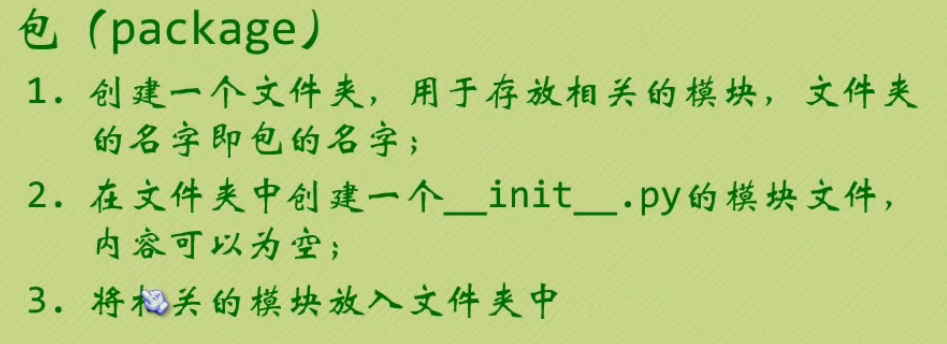 包（package）
1. 创建一个文件夹，用于存放相关的模块，文件夹
的名字即包的名字；
2. 在文件夹中创建一个__init__.py的模块文件，
内容可以为空；
3. 将相关的模块放入文件夹中